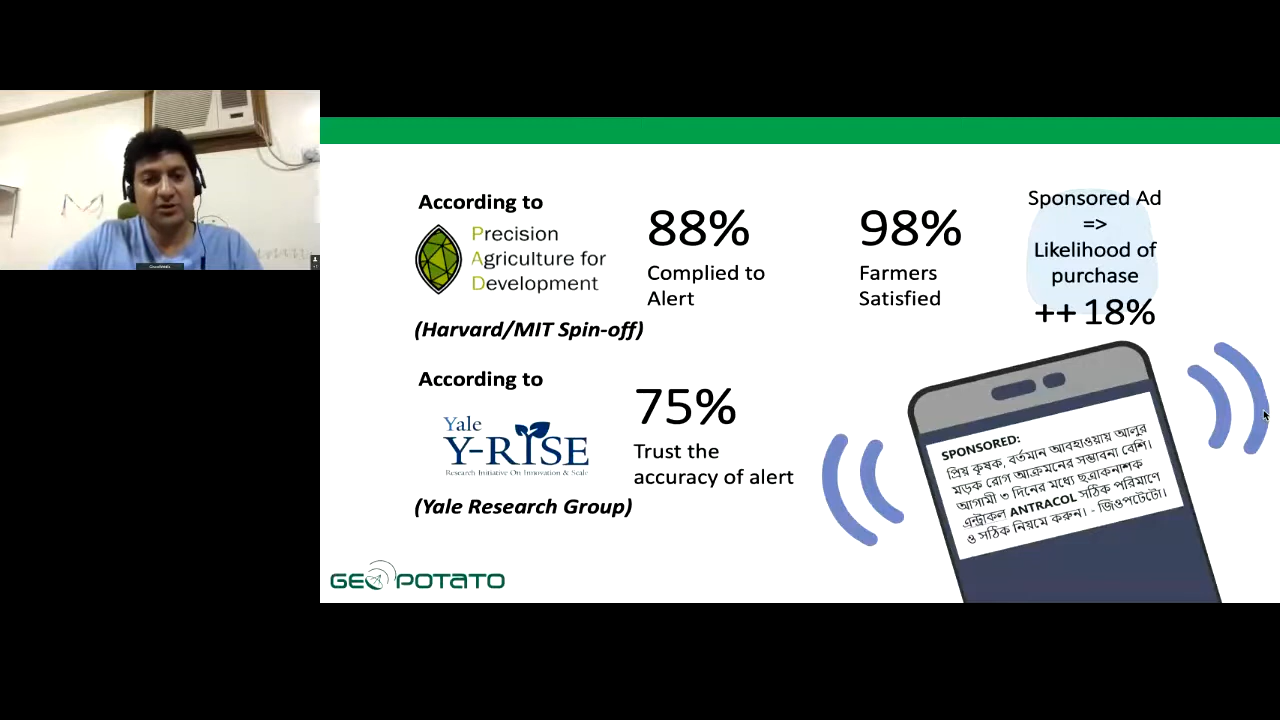 According to
Precision
Agriculture for
Development
(Harvard/MIT Spin-off)
88%
Complied to
Alert
98%
Farmers
Satisfied
Sponsored Ad
=>
Likelihood of
purchase
++ 18%
According to
Yale
Y-RISE
Research Initiative On Innovation & Scale
(Yale Research Group)
75%
Trust the
accuracy of alert
SPONSORED:
প্রিয় কৃষক, বর্তমান আবহাওয়ায় আলুর
মড়ক রোগ আক্রমনের সম্ভাবনা বেশি।
আগামী ৩ দিনের মধ্যে ছত্রাকনাশক
এন্ট্রাকল ANTRACOL সঠিক পরিমাণে
ও সঠিক নিয়মে করুন। - জিওপটেটো।
GEOPOTATO